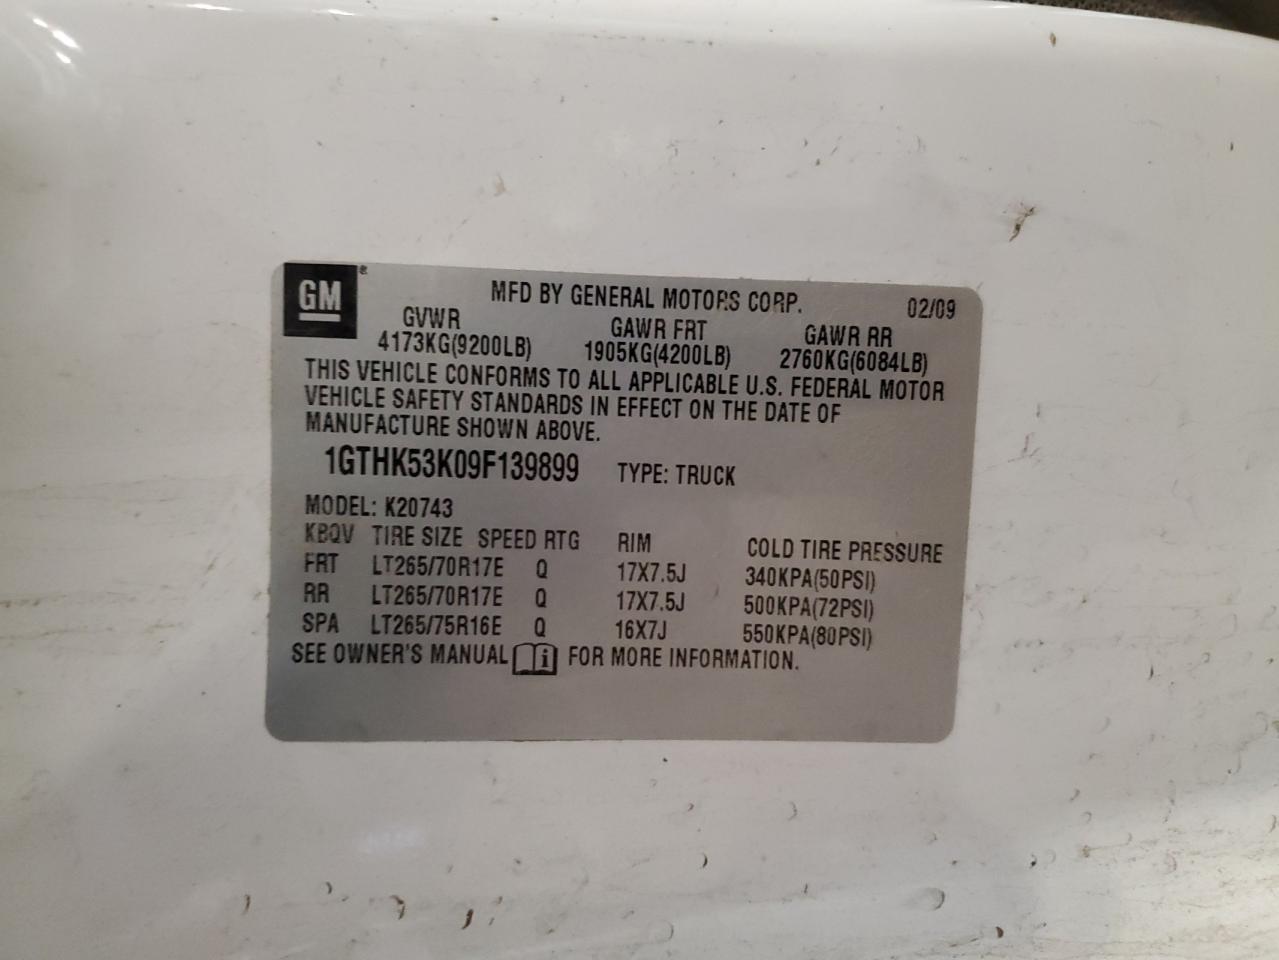 GM ®
MFD BY GENERAL MOTORS CORP. 02/09
GVWR GAWR FRT GAWR RR
4173KG(9200LB) 1905KG(4200LB) 2760KG(6084LB)
THIS VEHICLE CONFORMS TO ALL APPLICABLE U.S. FEDERAL MOTOR
VEHICLE SAFETY STANDARDS IN EFFECT ON THE DATE OF
MANUFACTURE SHOWN ABOVE.
1GTHK53K09F139899 TYPE: TRUCK
MODEL: K20743
KBQV TIRE SIZE SPEED RTG RIM COLD TIRE PRESSURE
FRT LT265/70R17E Q 17X7.5J 340KPA(50PSI)
RR LT265/70R17E Q 17X7.5J 500KPA(72PSI)
SPA LT265/75R16E Q 16X7J 550KPA(80PSI)
SEE OWNER'S MANUAL i FOR MORE INFORMATION.